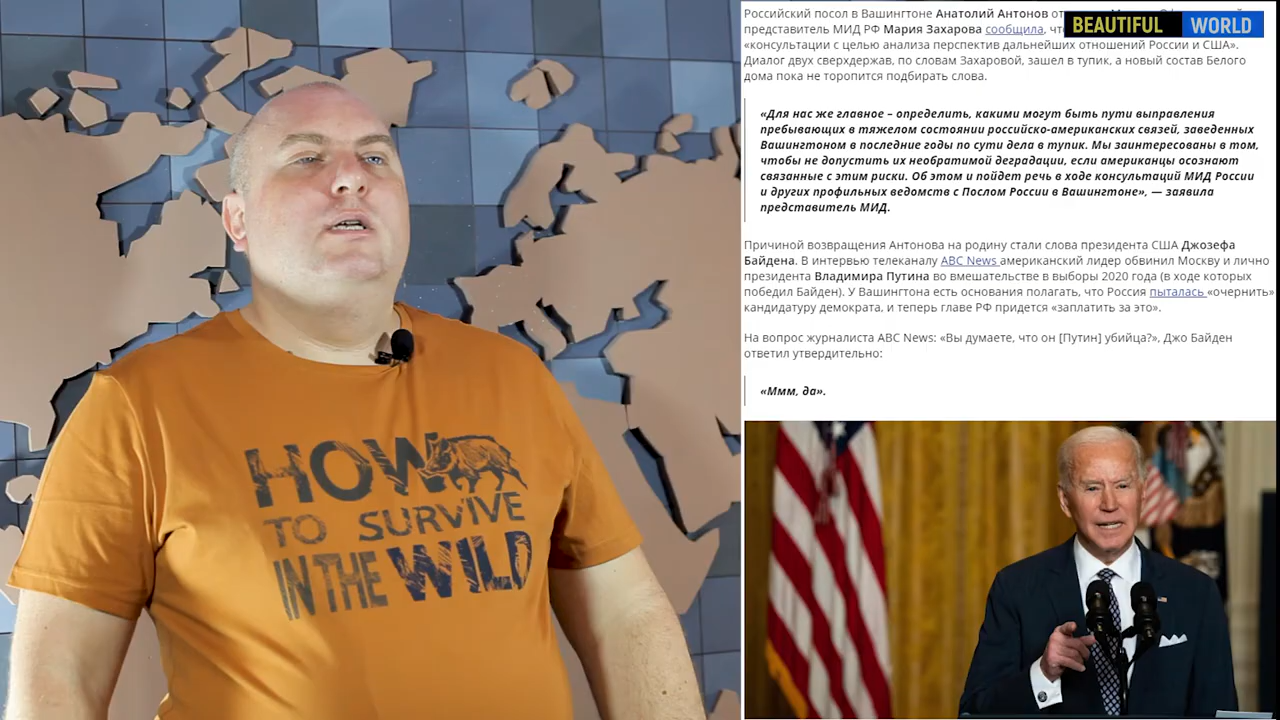 HOW
TO SURVIVE
IN THE WILD
BEAUTIFUL WORLD
Российский посол в Вашингтоне Анатолий Антонов
представитель МИД РФ Мария Захарова сообщила,
«консультации с целью анализа перспектив дальнейших отношений России и США».
Диалог двух сверхдержав, по словам Захаровой, зашел в тупик, а новый состав Белого
дома пока не торопится подбирать слова.
«Для нас же главное – определить, какими могут быть пути выправления
пребывающих в тяжелом состоянии российско-американских связей, заведенных
Вашингтоном в последние годы по сути дела в тупик. Мы заинтересованы в том,
чтобы не допустить их необратимой деградации, если американцы осознают
связанные с этим риски. Об этом и пойдет речь в ходе консультаций МИД России
и других профильных ведомств с Послом России в Вашингтоне», — заявила
представитель МИД.
Причиной возвращения Антонова на родину стали слова президента США Джозефа
Байдена. В интервью телеканалу ABC News американский лидер обвинил Москву и лично
президента Владимира Путина во вмешательстве в выборы 2020 года (в ходе которых
победил Байден). У Вашингтона есть основания полагать, что Россия пыталась «очернить»
кандидатуру демократа, и теперь главе РФ придется «заплатить за это».
На вопрос журналиста ABC News: «Вы думаете, что он [Путин] убийца?», Джо Байден
ответил утвердительно:
«Ммм, да».